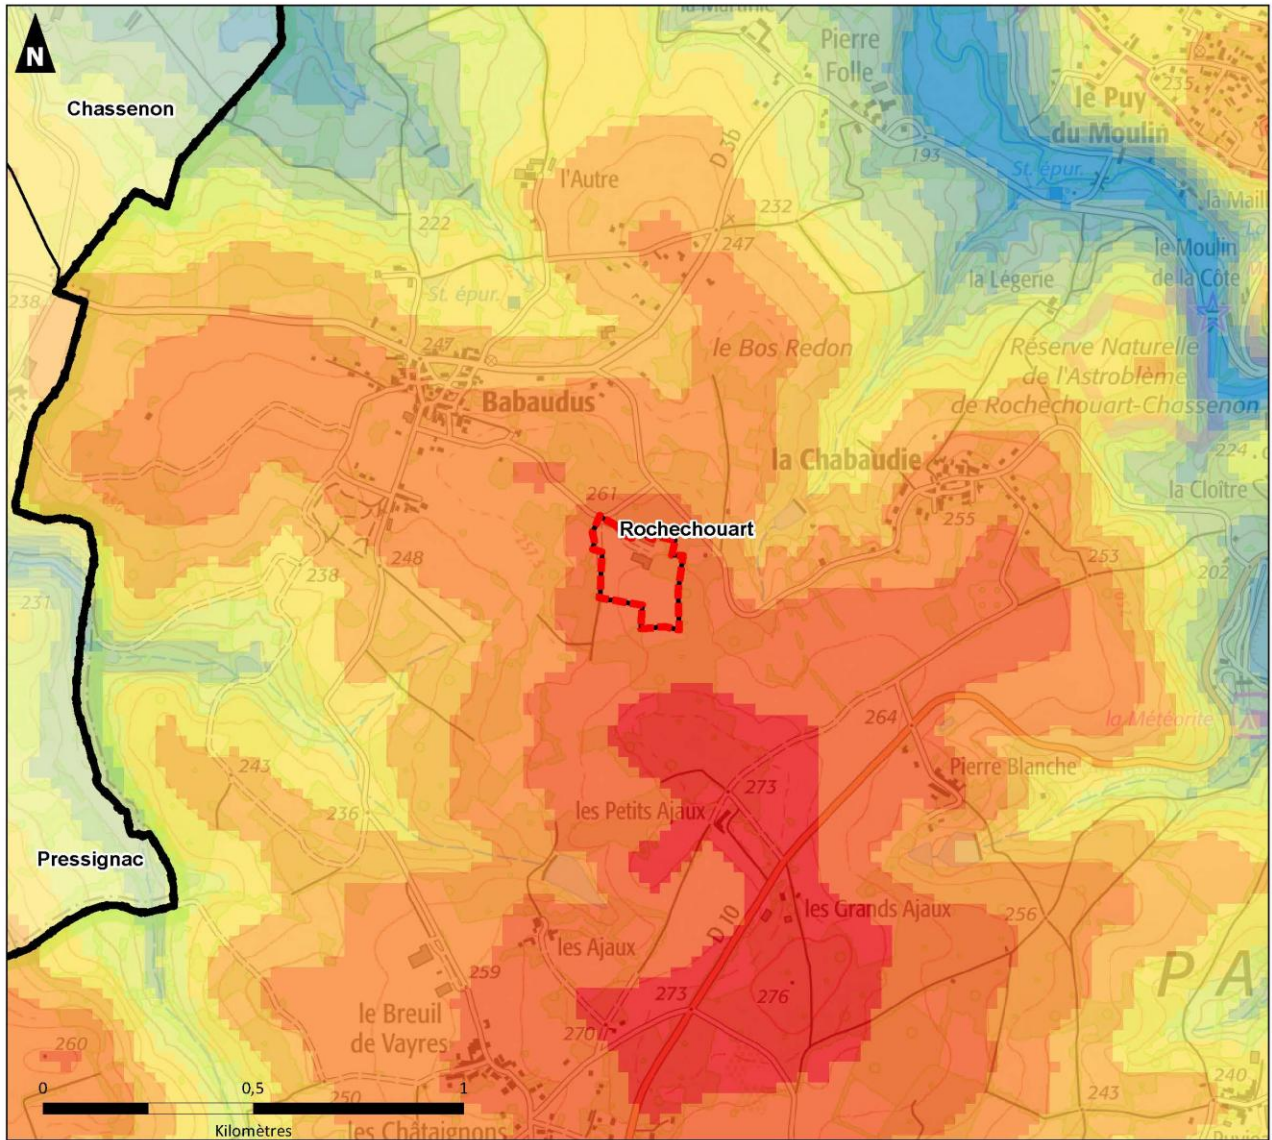 N
Chassenon
Pierre
Folle
le Puy
du Moulin
235
D 3b
193
St. épur.
l'Autre
232
222
247
la Maill
le Moulin
de la Côte
la Légerie
238
St. épur.
247
le Bos Redon
Réserve Naturelle
de l'Astroblème
de Rochechouart-Chassenon
Babaudus
224
la Chabaudie
la Cloître
261
Rochechouart
255
252
248
253
238
202
231
264
la Météorite
243
Pierre Blanche
273
les Petits Ajaux
236
Pressignac
les Grands Ajaux
256
D 10
les Ajaux
259
P A
273
276
le Breuil
de Vayres
270
260
0
0,5
1
250
243
240
Kilomètres
les Châtaignons